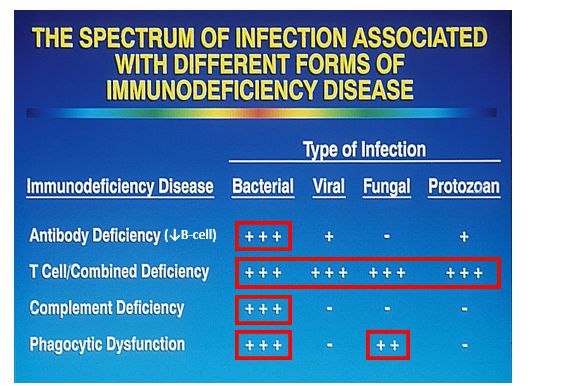 THE SPECTRUM OF INFECTION ASSOCIATED
WITH DIFFERENT FORMS OF
IMMUNODEFICIENCY DISEASE
Type of Infection
Immunodeficiency Disease Bacterial Viral Fungal Protozoan
Antibody Deficiency (↓B-cell) +++ + - +
T Cell/Combined Deficiency +++ +++ +++ +++
Complement Deficiency +++ - - -
Phagocytic Dysfunction +++ - ++ -